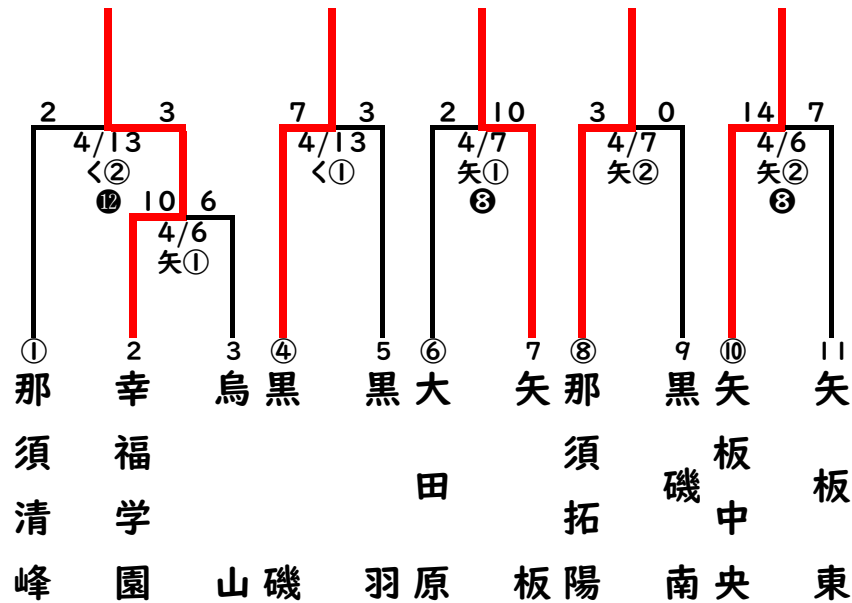 2 3 7 3 2 10 3 0 14 7
4/13 4/13 4/7 4/7 4/6
く② く① 矢① 矢② 矢②
⓬ 10 6 ❽ ❽
4/6
矢①
① 2 3 ④ 5 ⑥ 7 ⑧ 9 ⑩ 11
那須清峰
幸福学園
烏山
黒磯
黒羽
大田原
矢板
那須拓陽
黒磯南
矢板中央
矢板東